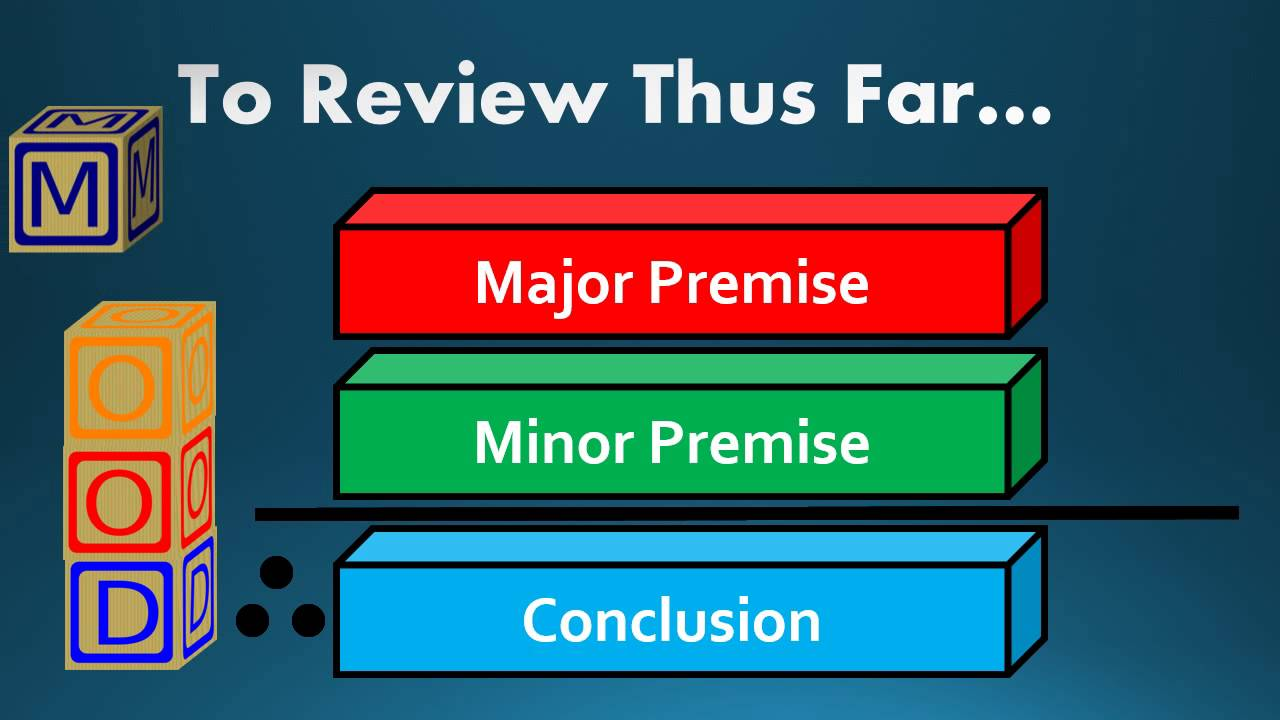 To Review Thus Far...
M M M
Major Premise
O O O
Minor Premise
O O
D D
Conclusion